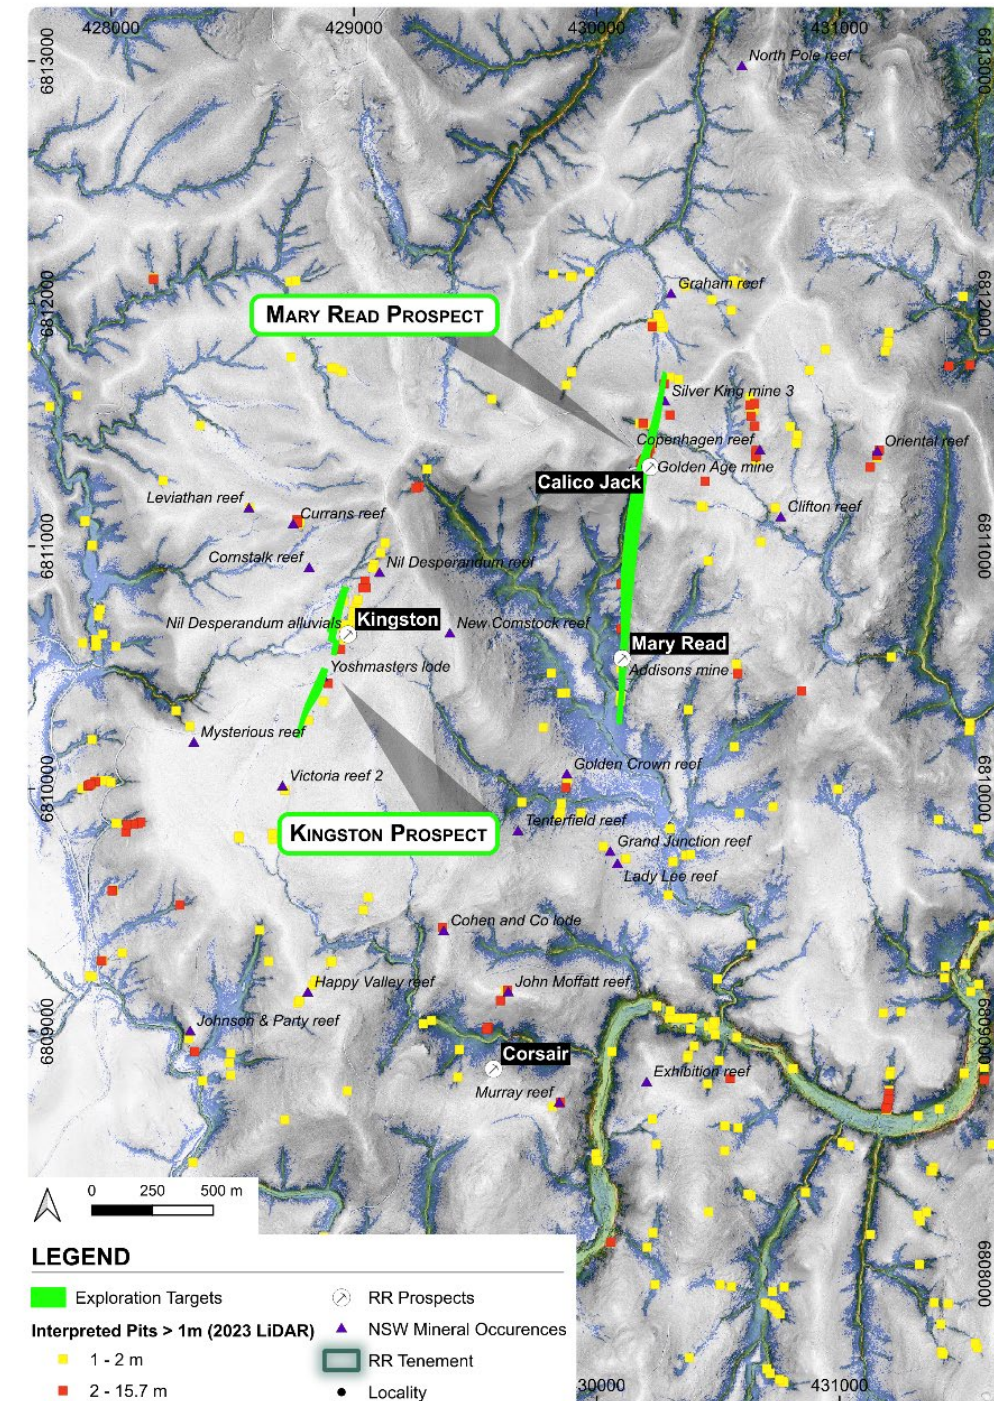 428000
429000
430000
431000
6813000
6813000
North Pole reef
6812000
6812000
Graham reef
MARY READ PROSPECT
Silver King mine 3
Copenhagen reef
Oriental reef
Golden Age mine
Calico Jack
Leviathan reef
Currans reef
Clifton reef
6811000
6811000
Cornstalk reef
Nil Desperandum reef
Nil Desperandum alluvials
Kingston
New Comstock reef
Mary Read
Yoshmasters lode
Addisons mine
Mysterious reef
6810000
6810000
Victoria reef 2
Golden Crown reef
KINGSTON PROSPECT
Tenterfield reef
Grand Junction reef
Lady Lee reef
Cohen and Co lode
Happy Valley reef
John Moffatt reef
6809000
6809000
Johnson & Party reef
Corsair
Exhibition reef
Murray reef
0 250 500 m
6808000
LEGEND
Exploration Targets
RR Prospects
Interpreted Pits > 1m (2023 LiDAR)
NSW Mineral Occurences
1 - 2 m
RR Tenement
2 - 15.7 m
Locality
30000
431000